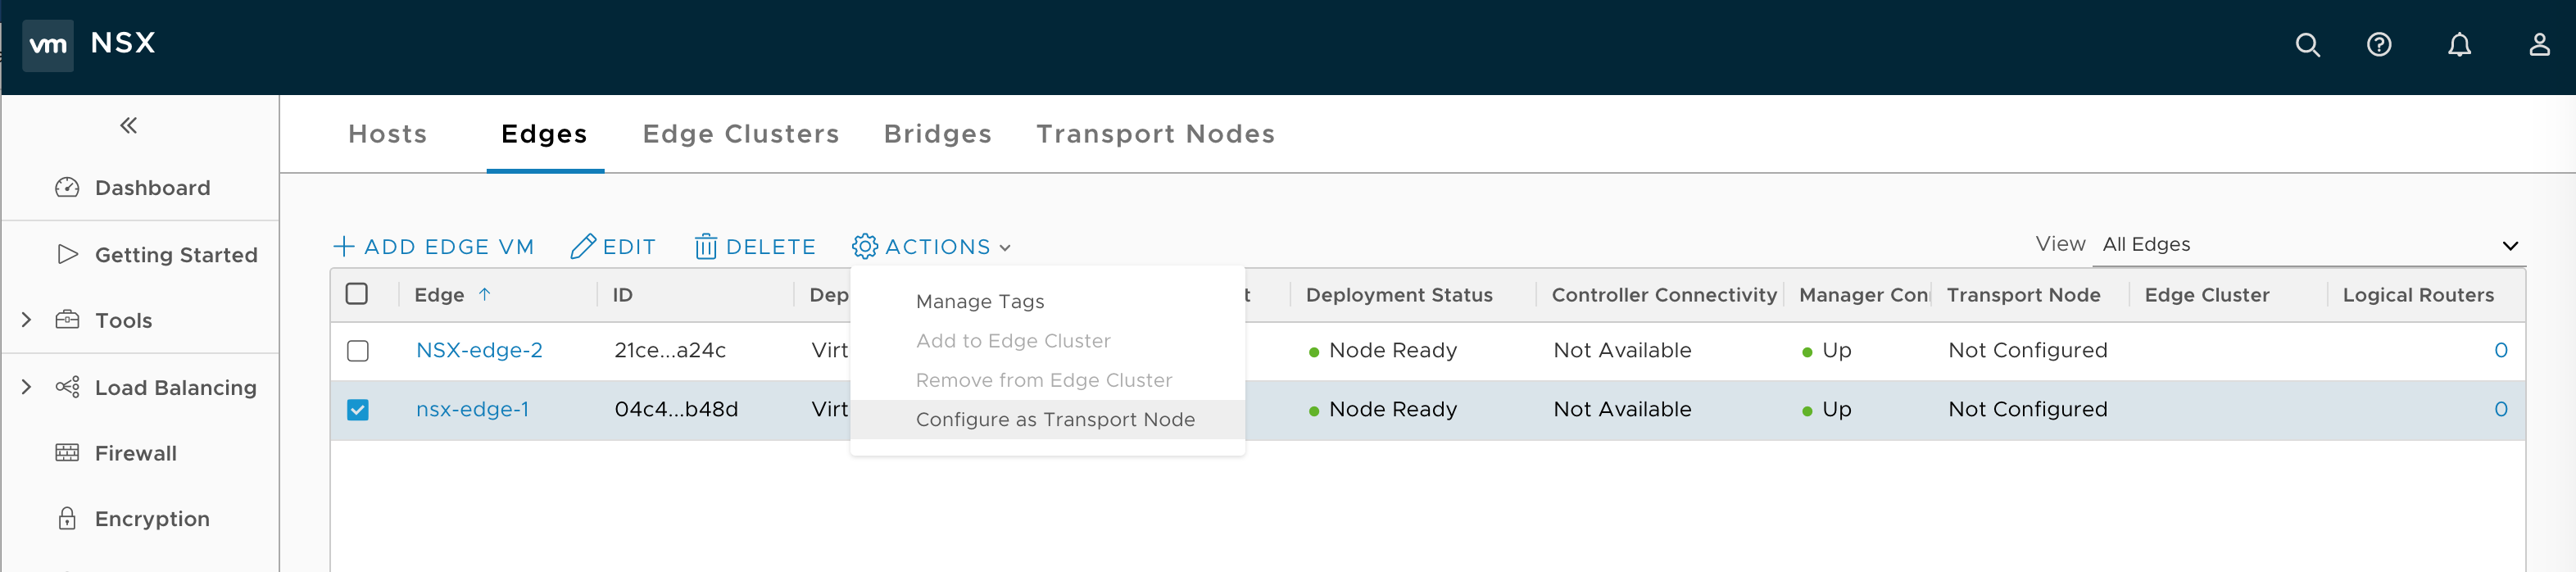 vm NSX
Hosts Edges Edge Clusters Bridges Transport Nodes
Dashboard
Getting Started
Tools
Load Balancing
Firewall
Encryption
ADD EDGE VM EDIT DELETE ACTIONS View All Edges
Edge ID Dep t Deployment Status Controller Connectivity Manager Con Transport Node Edge Cluster Logical Routers
NSX-edge-2 21ce...a24c Virt Node Ready Not Available Up Not Configured 0
nsx-edge-1 04c4...b48d Virt Node Ready Not Available Up Not Configured 0
Manage Tags
Add to Edge Cluster
Remove from Edge Cluster
Configure as Transport Node